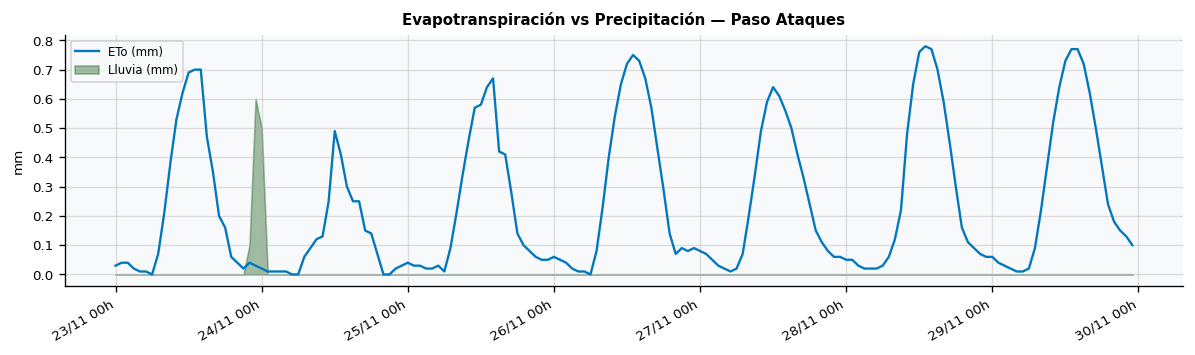 Evapotranspiración vs Precipitación — Paso Ataques
ETo (mm)
Lluvia (mm)
mm
0.8
0.7
0.6
0.5
0.4
0.3
0.2
0.1
0.0
23/11 00h
24/11 00h
25/11 00h
26/11 00h
27/11 00h
28/11 00h
29/11 00h
30/11 00h